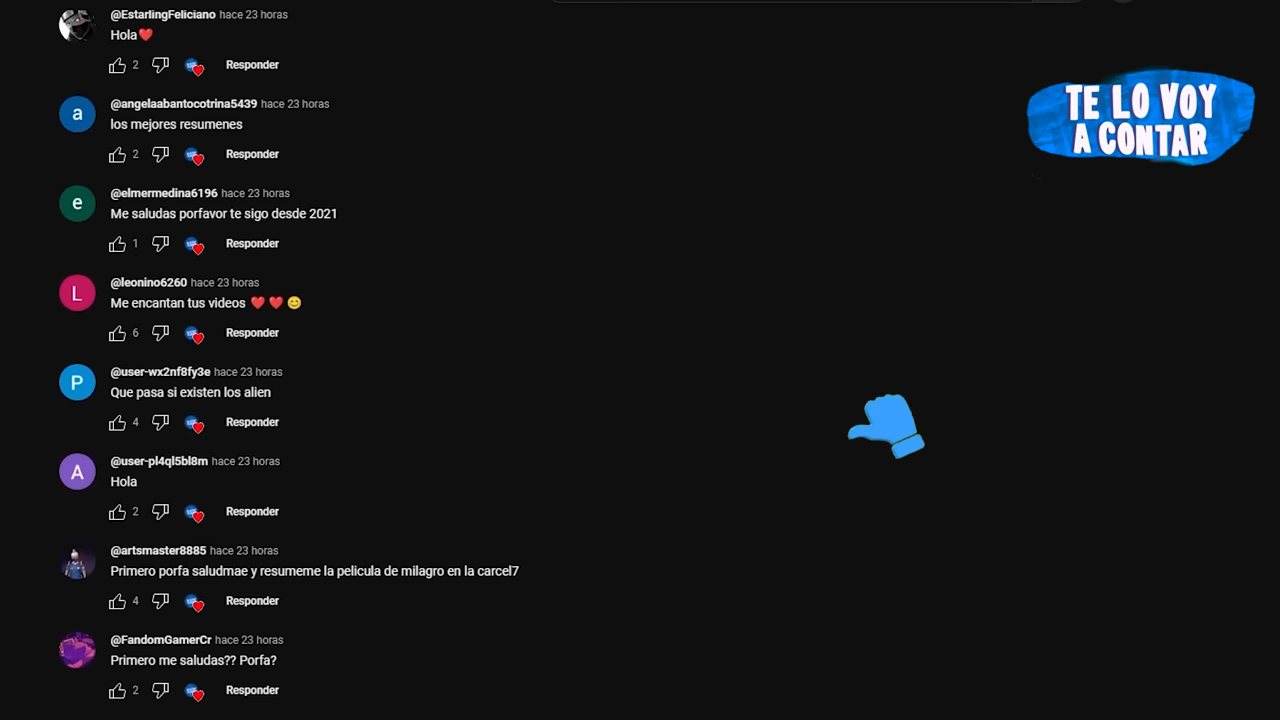 @EstarlingFeliciano hace 23 horas
Hola❤️
2 Responder
@angelaabantocotrina5439 hace 23 horas
los mejores resumenes
2 Responder
@elmermedina6196 hace 23 horas
Me saludas porfavor te sigo desde 2021
1 Responder
@leonino6260 hace 23 horas
Me encantan tus videos ❤️ ❤️ 😊
6 Responder
@user-wx2nf8fy3e hace 23 horas
Que pasa si existen los alien
4 Responder
@user-pl4ql5bl8m hace 23 horas
Hola
2 Responder
@artsmaster8885 hace 23 horas
Primero porfa saludmae y resumeme la pelicula de milagro en la carcel7
4 Responder
@FandomGamerCr hace 23 horas
Primero me saludas?? Porfa?
2 Responder
TE LO VOY
A CONTAR